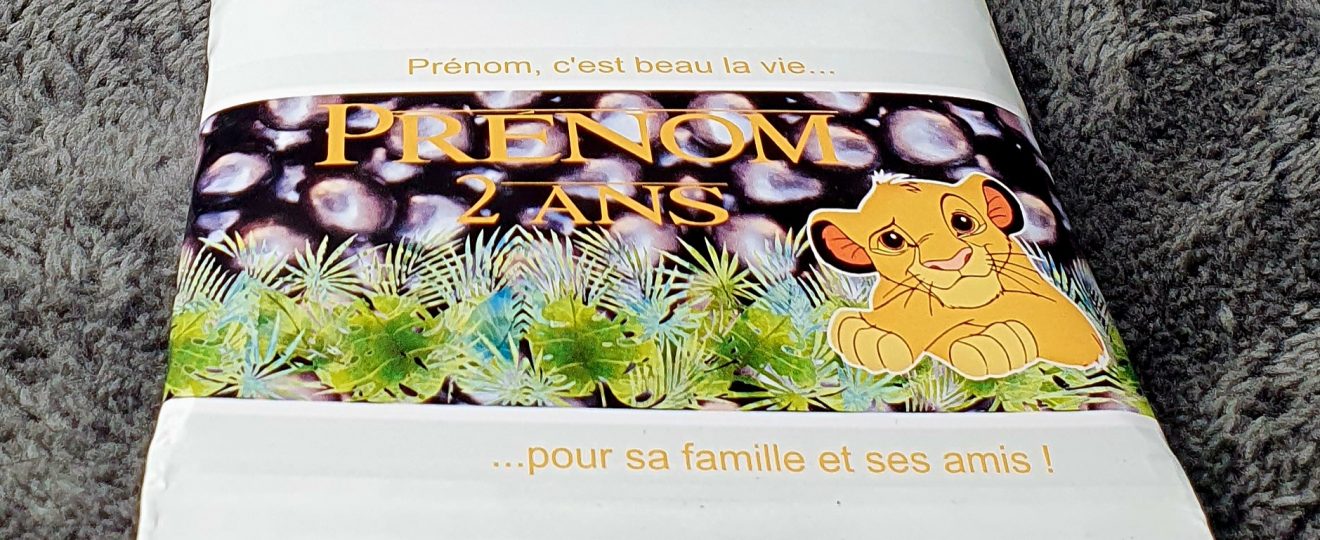 Prénom, c'est beau la vie...
PRÉNOM
2 ANS
...pour sa famille et ses amis !